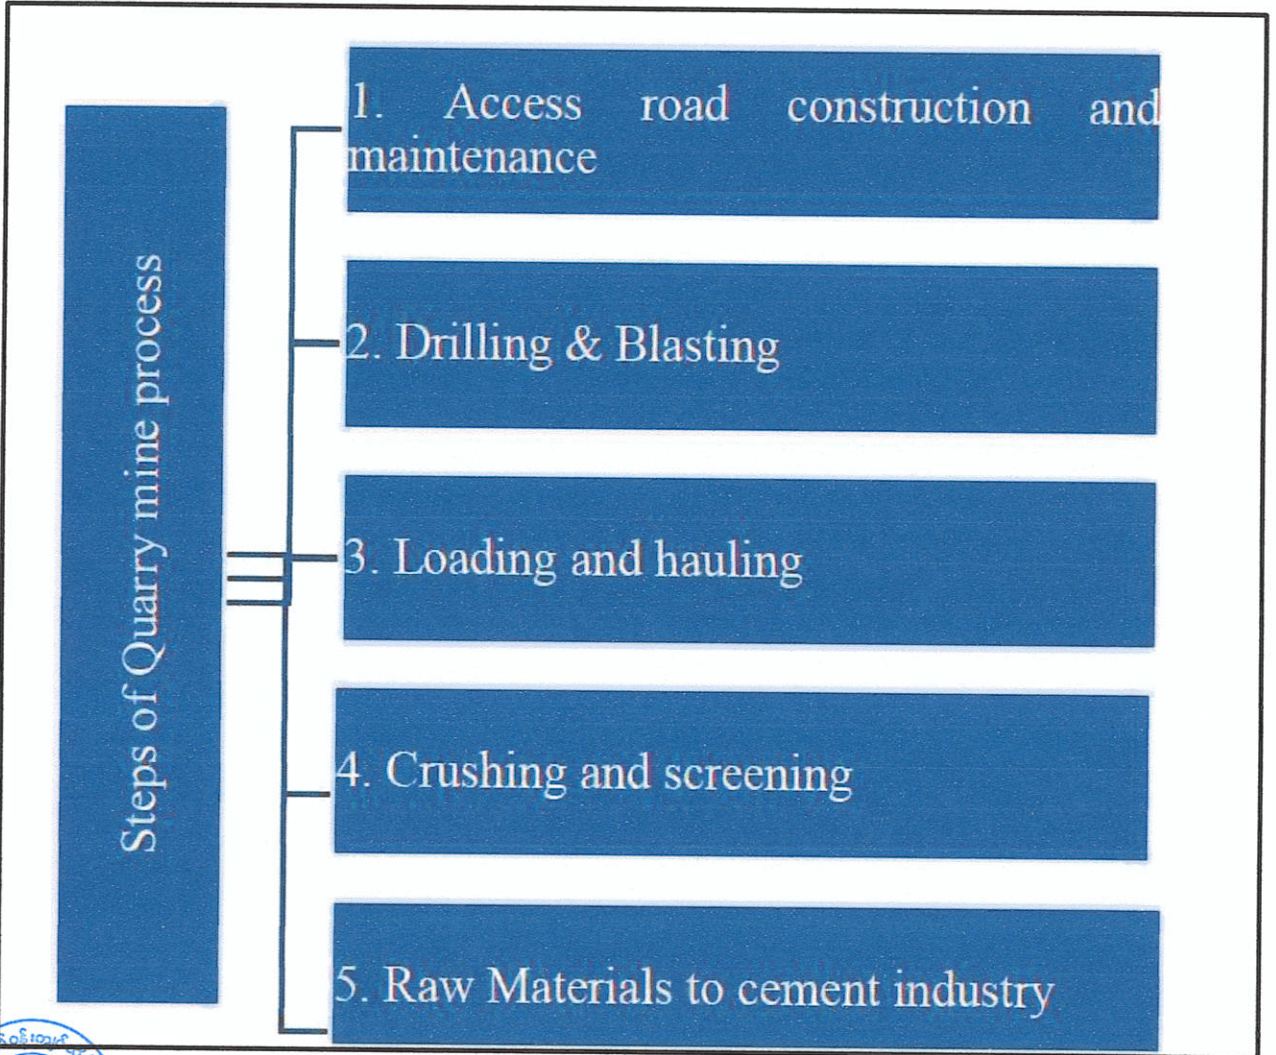 Steps of Quarry mine process
1. Access road construction and
maintenance
2. Drilling & Blasting
3. Loading and hauling
4. Crushing and screening
5. Raw Materials to cement industry